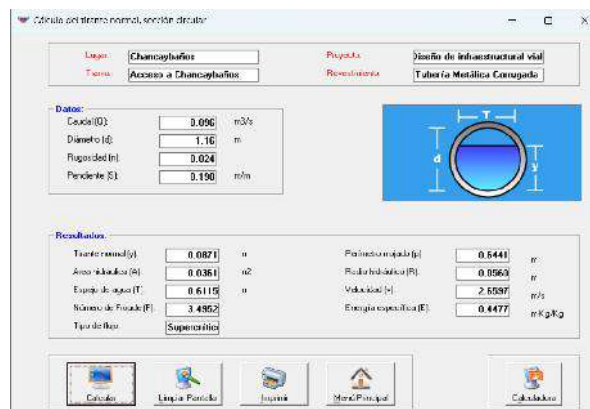 Cálculo del tirante normal, sección circular
Lugar: Chancaybaños Proyecto: Diseño de infraestructural vial
Tramo: Acceso a Chancaybaños Revestimiento: Tubería Metálica Corrugada
Datos:
Caudal (Q): 0.096 m3/s
Diámetro (d): 1.16 m
Rugosidad (n): 0.024
Pendiente (S): 0.190 m/m
T
d
y
Resultados:
Tirante normal (y): 0.0871 m Perímetro mojado (p): 0.6441 m
Area hidráulica (A): 0.0361 m2 Radio hidráulico (R): 0.0560 m
Espejo de agua (T): 0.6115 m Velocidad (v): 2.6597 m/s
Número de Froude (F): 3.4952 Energía específica (E): 0.4477 m-Kg/Kg
Tipo de flujo: Supercrítico
Calcular Limpiar Pantalla Imprimir Menú Principal Calculadora